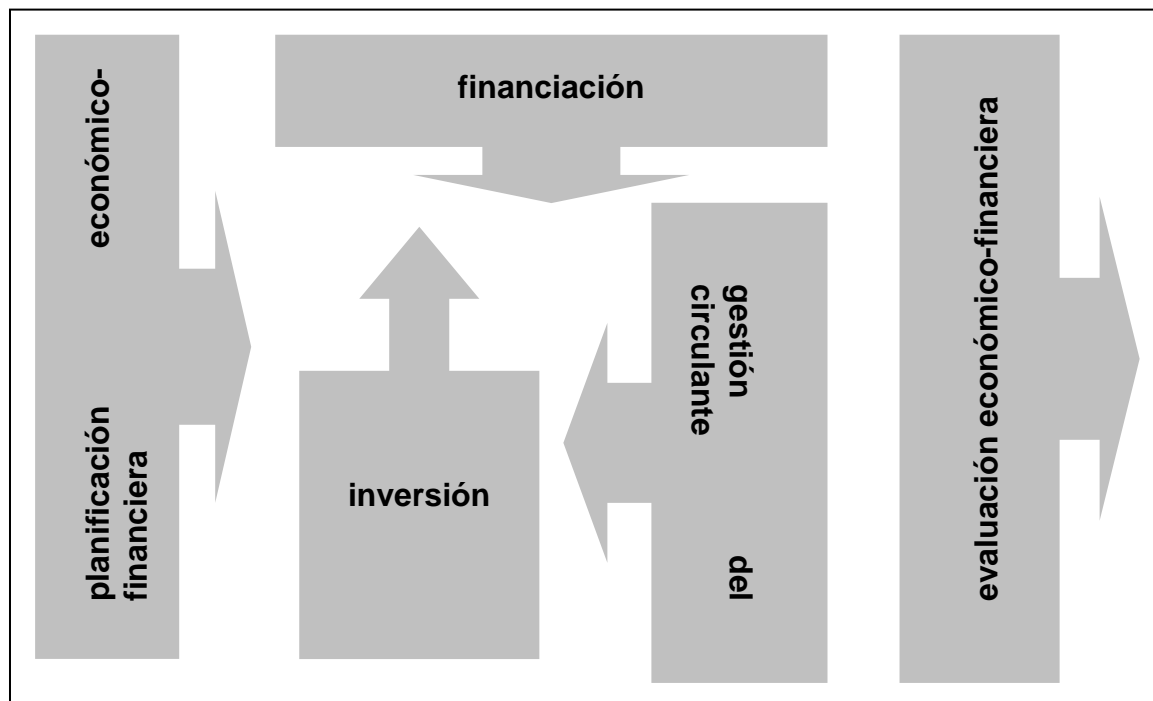 planificación económico-
financiera
financiación
inversión
gestión del
circulante
evaluación económico-financiera